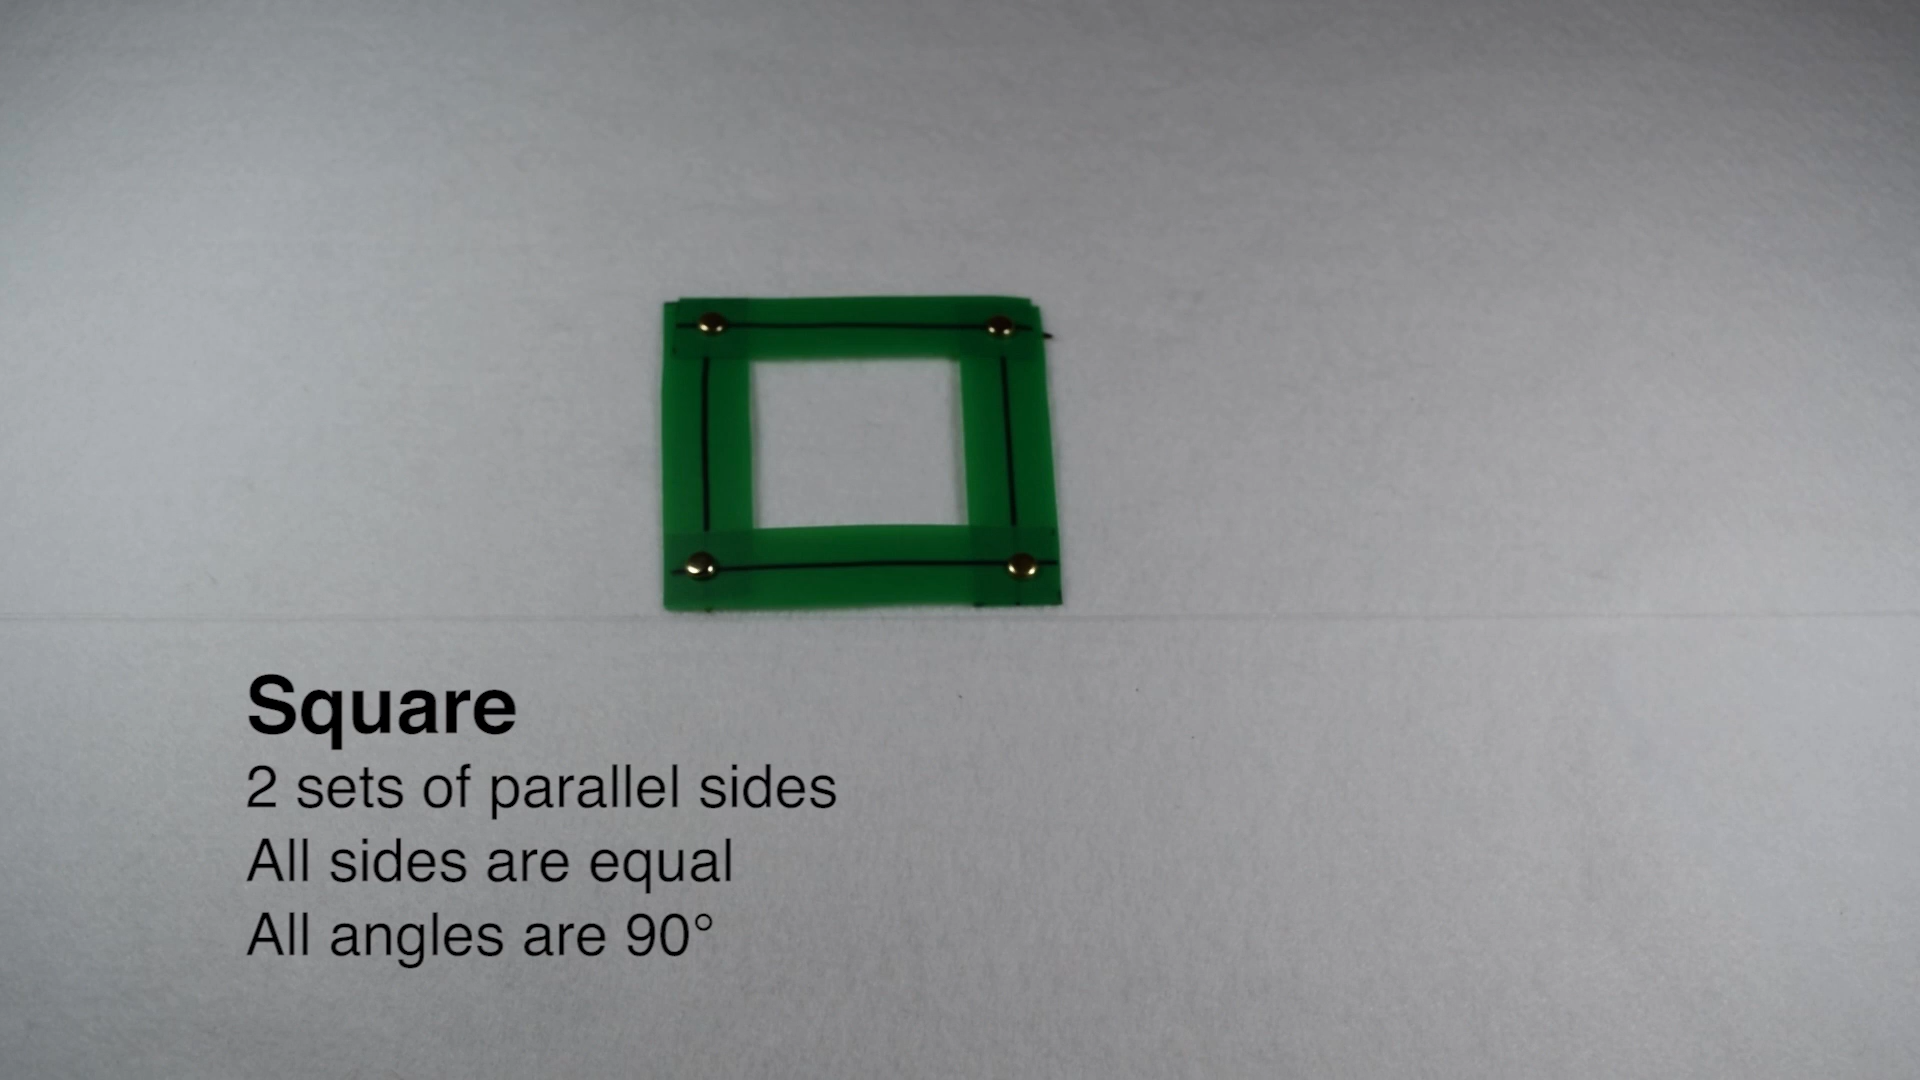 Square
2 sets of parallel sides
All sides are equal
All angles are 90°